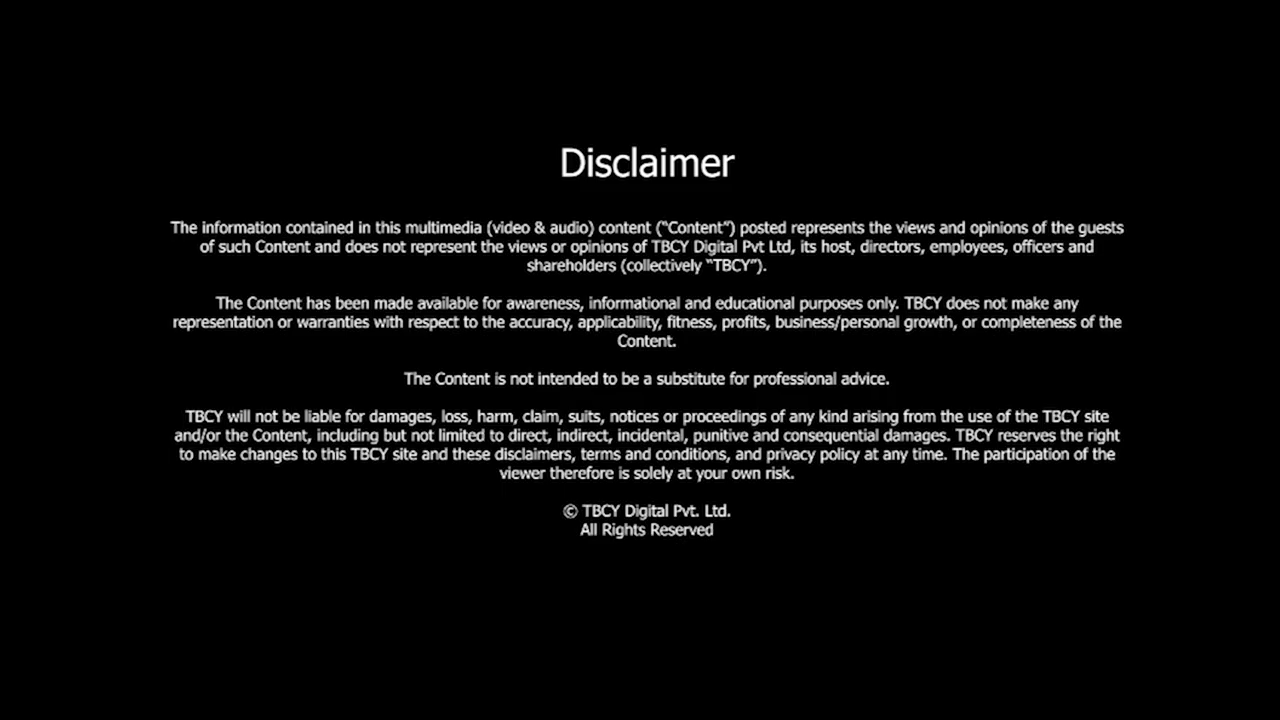 Disclaimer
The information contained in this multimedia (video & audio) content (“Content”) posted represents the views and opinions of the guests
of such Content and does not represent the views or opinions of TBCY Digital Pvt Ltd, its host, directors, employees, officers and
shareholders (collectively “TBCY”).
The Content has been made available for awareness, informational and educational purposes only. TBCY does not make any
representation or warranties with respect to the accuracy, applicability, fitness, profits, business/personal growth, or completeness of the
Content.
The Content is not intended to be a substitute for professional advice.
TBCY will not be liable for damages, loss, harm, claim, suits, notices or proceedings of any kind arising from the use of the TBCY site
and/or the Content, including but not limited to direct, indirect, incidental, punitive and consequential damages. TBCY reserves the right
to make changes to this TBCY site and these disclaimers, terms and conditions, and privacy policy at any time. The participation of the
viewer therefore is solely at your own risk.
© TBCY Digital Pvt. Ltd.
All Rights Reserved